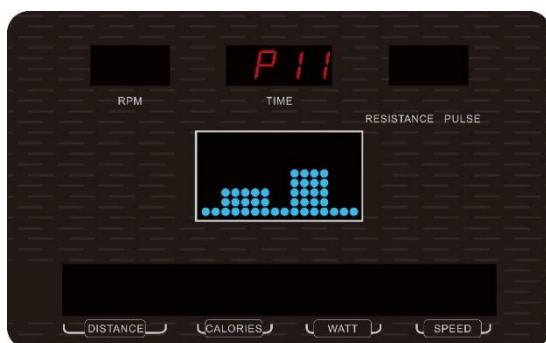 P11
RPM
TIME
RESISTANCE PULSE
DISTANCE
CALORIES
WATT
SPEED